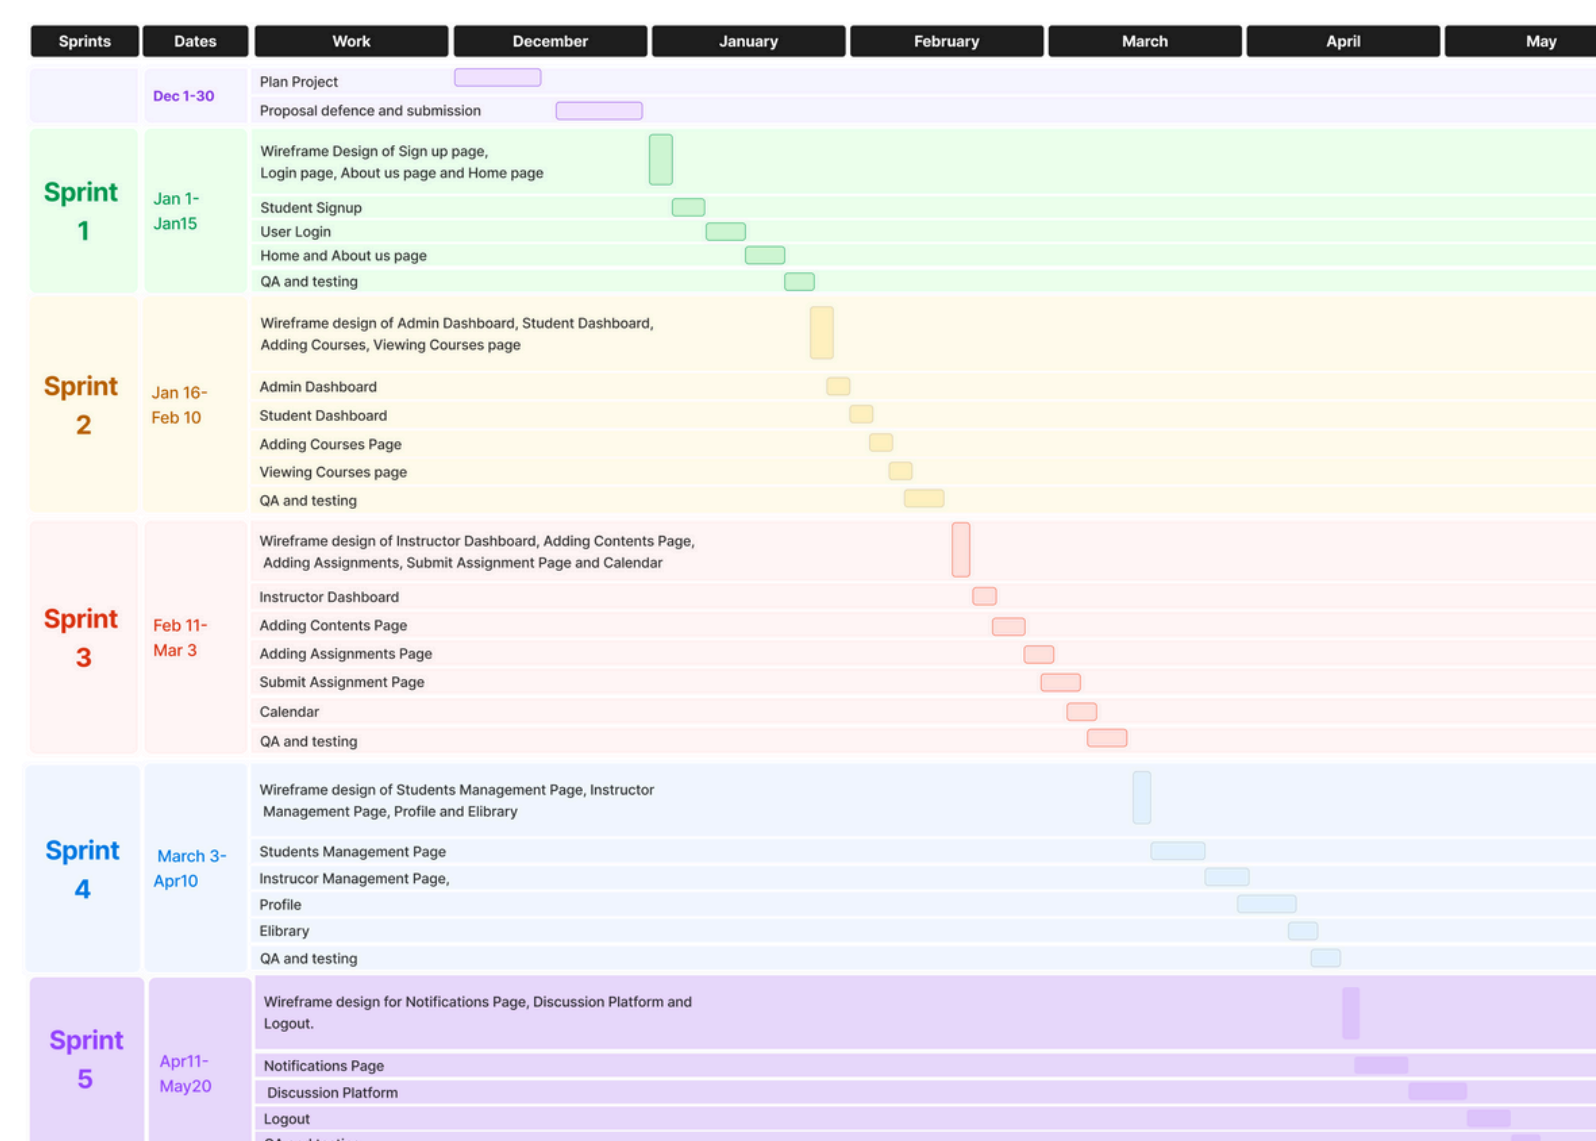 Sprints Dates Work December January February March April May
Dec 1-30
Plan Project
Proposal defence and submission
Sprint
1
Jan 1-
Jan15
Wireframe Design of Sign up page,
Login page, About us page and Home page
Student Signup
User Login
Home and About us page
QA and testing
Sprint
2
Jan 16-
Feb 10
Wireframe design of Admin Dashboard, Student Dashboard,
Adding Courses, Viewing Courses page
Admin Dashboard
Student Dashboard
Adding Courses Page
Viewing Courses page
QA and testing
Sprint
3
Feb 11-
Mar 3
Wireframe design of Instructor Dashboard, Adding Contents Page,
Adding Assignments, Submit Assignment Page and Calendar
Instructor Dashboard
Adding Contents Page
Adding Assignments Page
Submit Assignment Page
Calendar
QA and testing
Sprint
4
March 3-
Apr10
Wireframe design of Students Management Page, Instructor
Management Page, Profile and Elibrary
Students Management Page
Instrucor Management Page,
Profile
Elibrary
QA and testing
Sprint
5
Apr11-
May20
Wireframe design for Notifications Page, Discussion Platform and
Logout.
Notifications Page
Discussion Platform
Logout